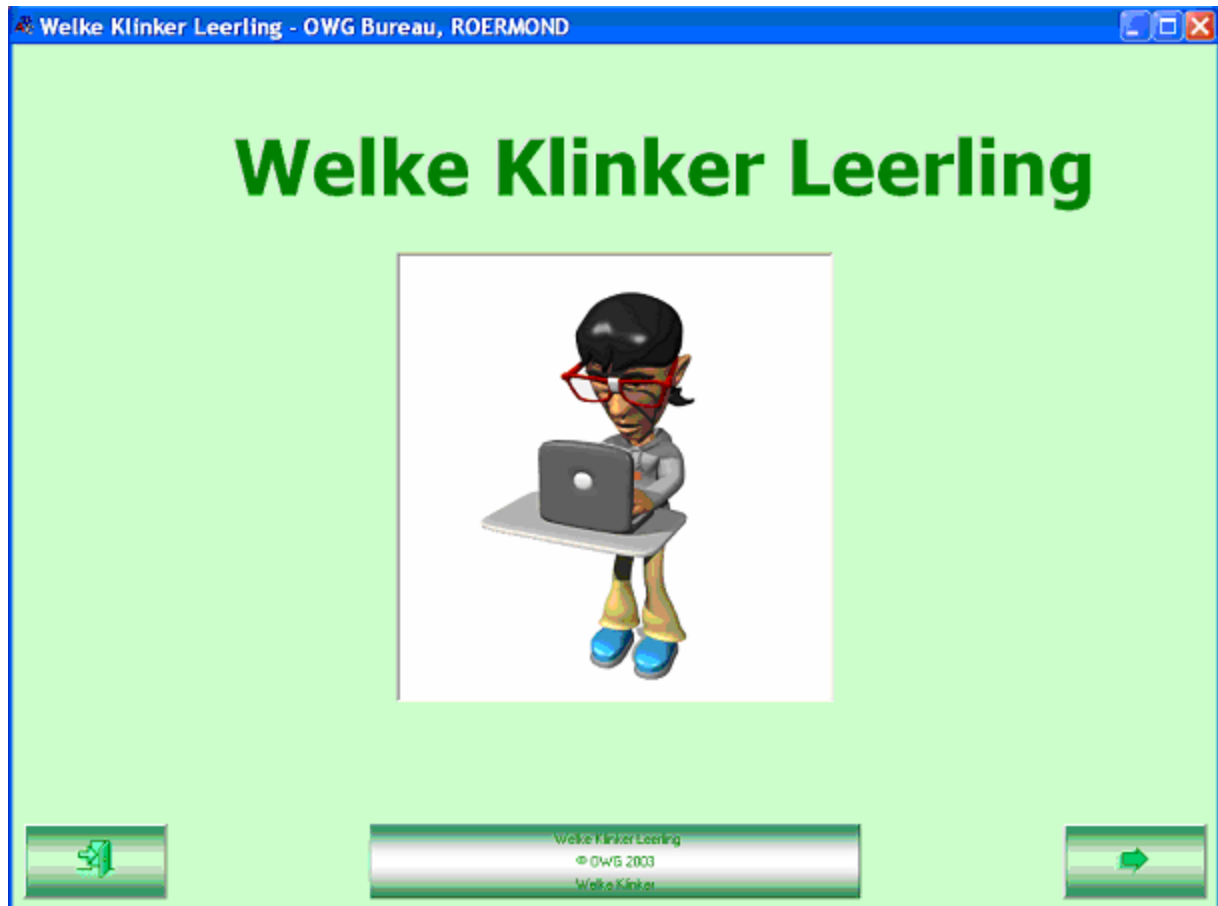 Welke Klinker Leerling - OWG Bureau, ROERMOND
Welke Klinker Leerling
Welke Klinker Leerling
© OWG 2003
Welke Klinker